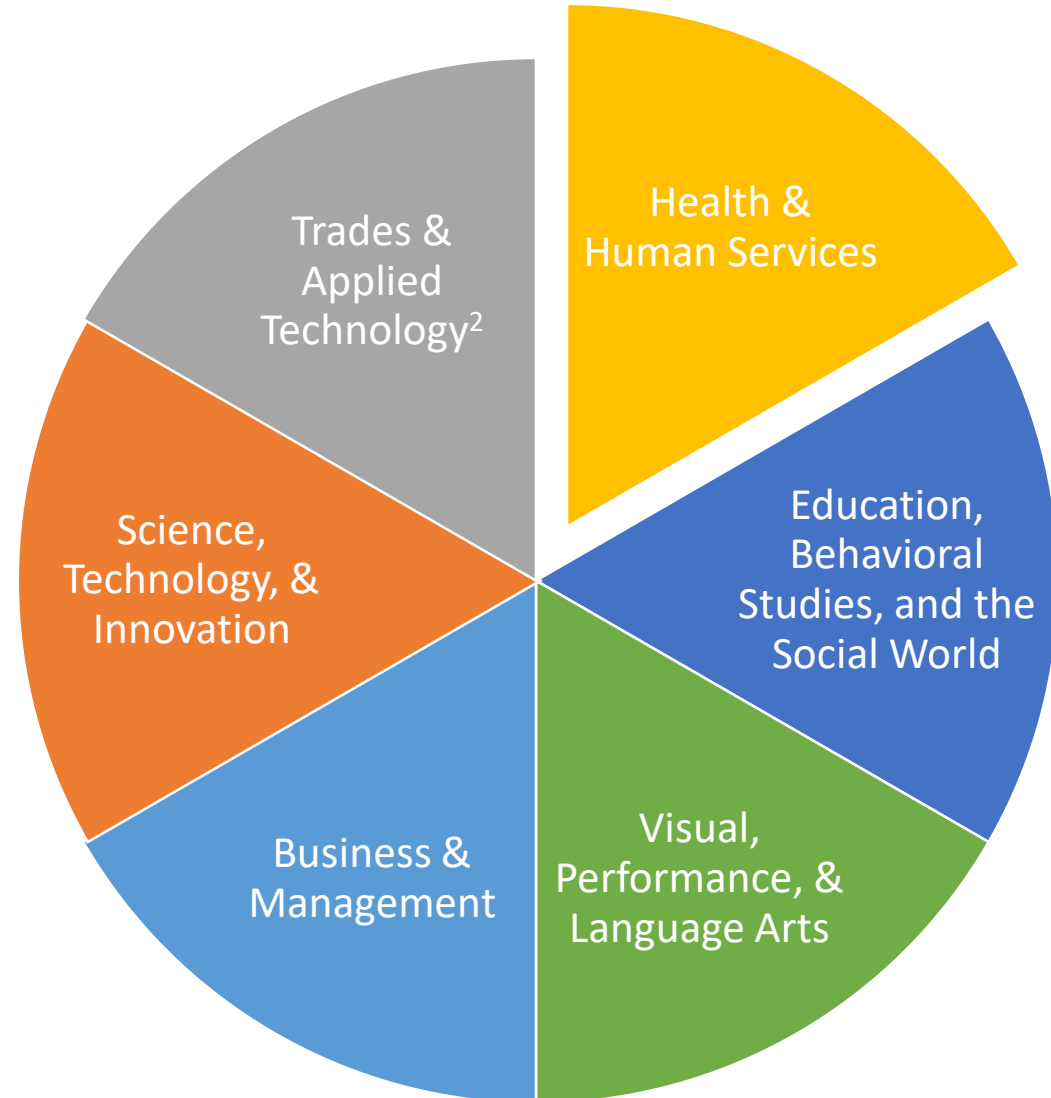 Health &
Human Services
Education,
Behavioral
Studies, and the
Social World
Visual,
Performance, &
Language Arts
Business &
Management
Science,
Technology, &
Innovation
Trades &
Applied
Technology²